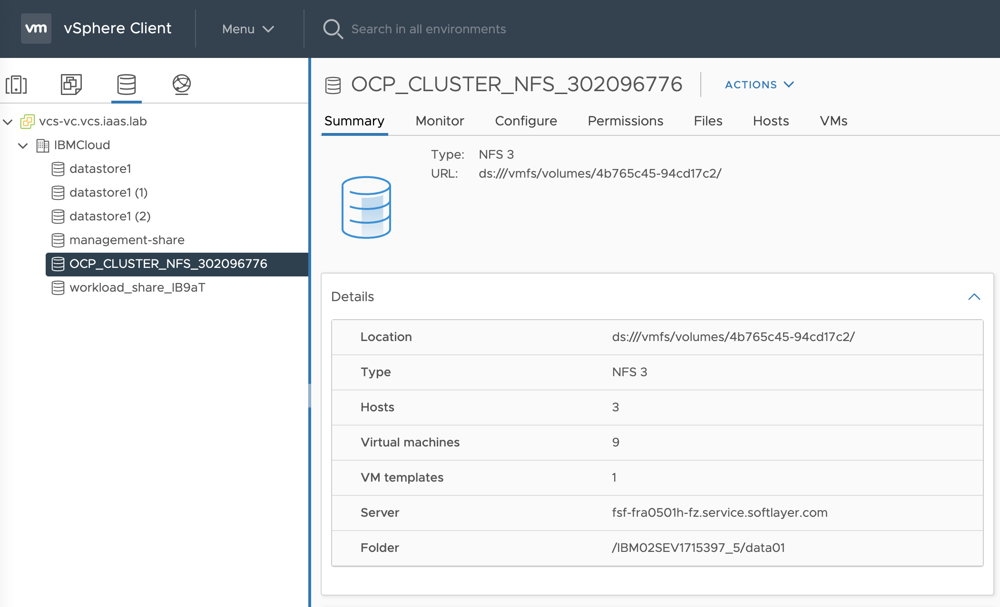 vm vSphere Client Menu Search in all environments
vcs-vc.vcs.iaas.lab
IBMCloud
datastore1
datastore1 (1)
datastore1 (2)
management-share
OCP_CLUSTER_NFS_302096776
workload_share_lB9aT
OCP_CLUSTER_NFS_302096776 ACTIONS
Summary Monitor Configure Permissions Files Hosts VMs
Type: NFS 3
URL: ds:///vmfs/volumes/4b765c45-94cd17c2/
Details
Location ds:///vmfs/volumes/4b765c45-94cd17c2/
Type NFS 3
Hosts 3
Virtual machines 9
VM templates 1
Server fsf-fra0501h-fz.service.softlayer.com
Folder /IBM02SEV1715397_5/data01